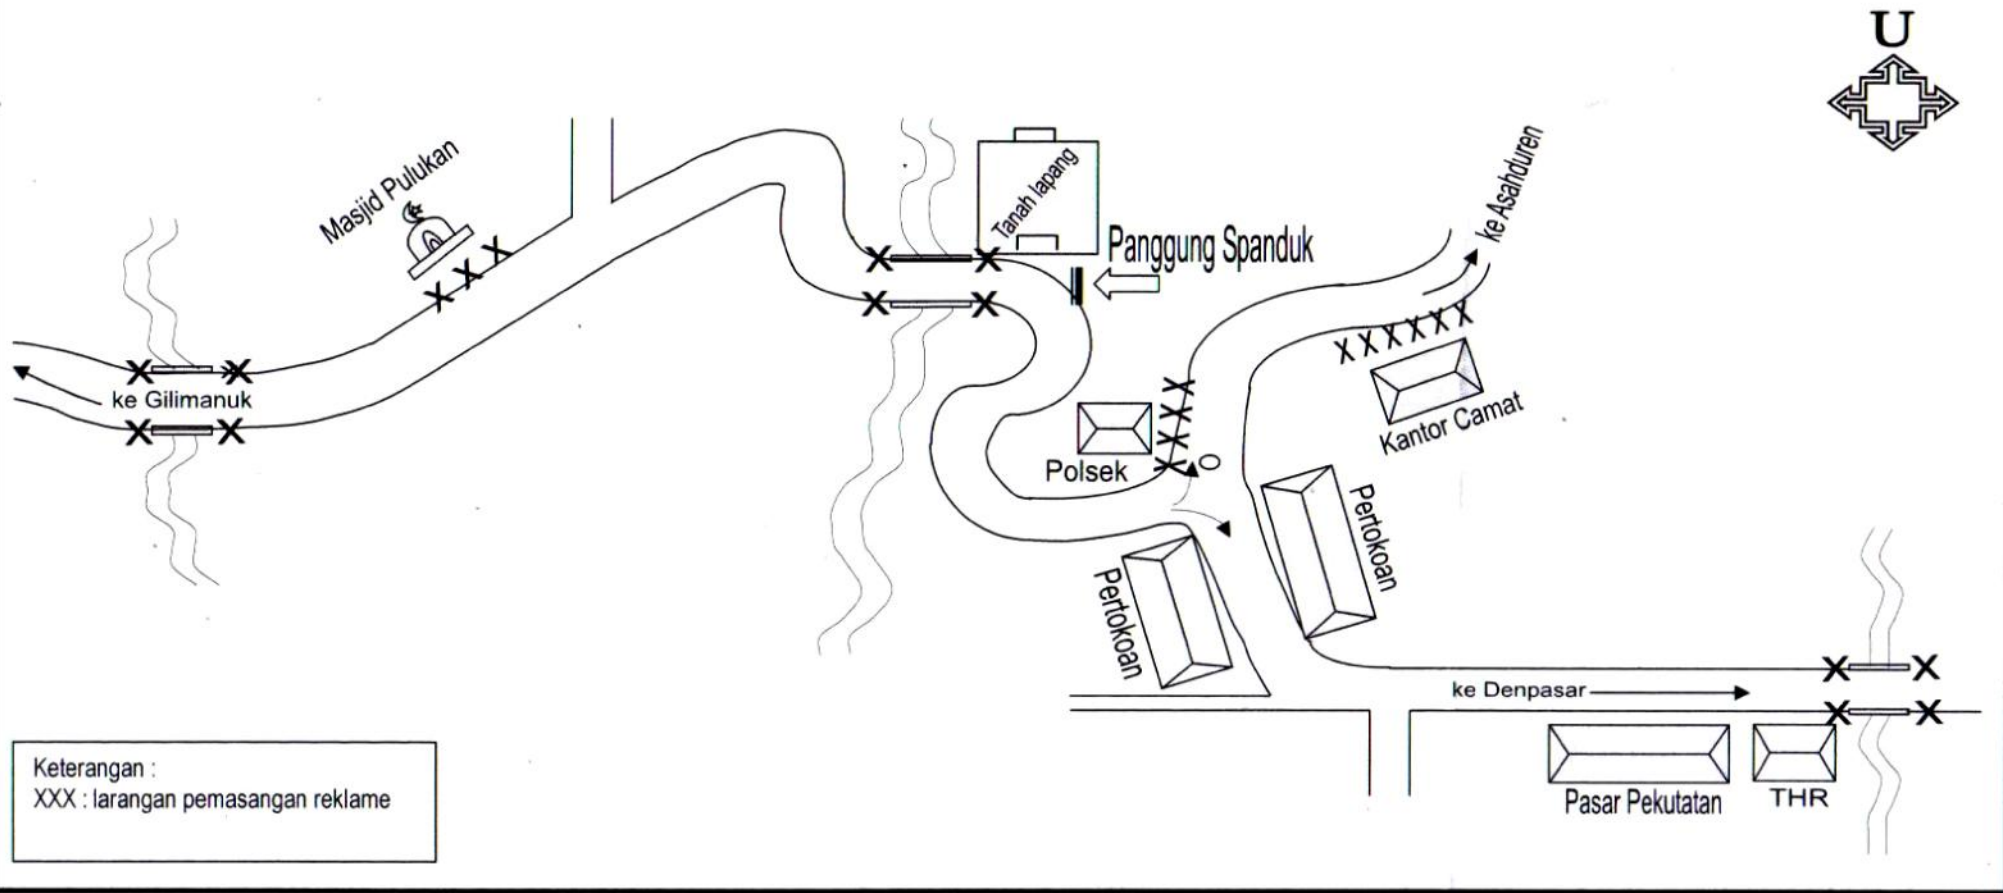 U
Masjid Pulukan
Tanah lapang
Panggung Spanduk
ke Asahduren
ke Gilimanuk
Polsek
Kantor Camat
Pertokoan
Pertokoan
ke Denpasar
Pasar Pekutatan
THR
Keterangan :
XXX : larangan pemasangan reklame